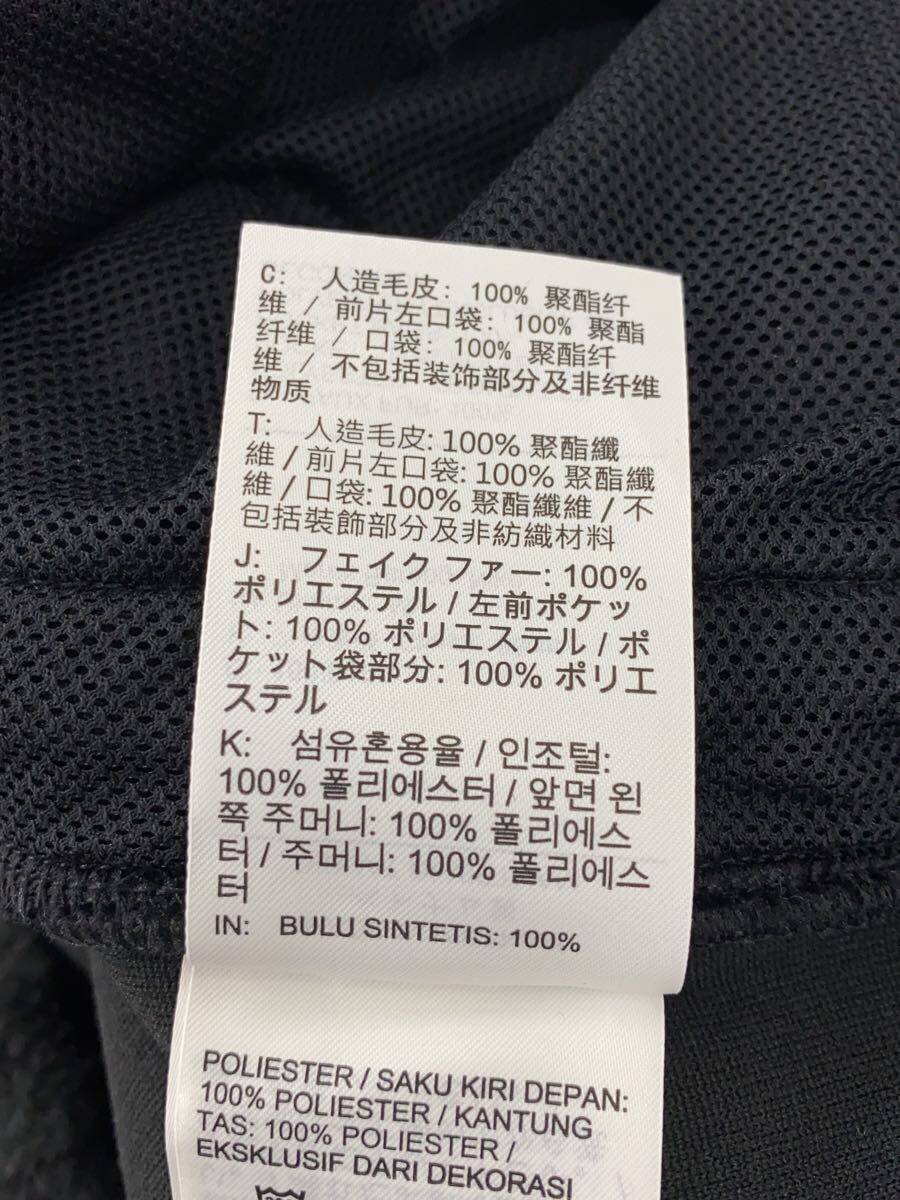 C: 人造毛皮: 100% 聚酯纤
维 / 前片左口袋: 100% 聚酯
纤维 / 口袋: 100% 聚酯纤
维 / 不包括装饰部分及非纤维
物质
T: 人造毛皮: 100% 聚酯纖
維 / 前片左口袋: 100% 聚酯纖
維 / 口袋: 100% 聚酯纖維 / 不
包括裝飾部分及非紡織材料
J: フェイク ファー: 100%
ポリエステル / 左前ポケッ
ト: 100% ポリエステル / ポ
ケット袋部分: 100% ポリエ
ステル
K: 섬유혼용율 / 인조털:
100% 폴리에스터 / 앞면 왼
쪽 주머니: 100% 폴리에스
터 / 주머니: 100% 폴리에스
터
IN: BULU SINTETIS: 100%
POLIESTER / SAKU KIRI DEPAN:
100% POLIESTER / KANTUNG
TAS: 100% POLIESTER /
EKSKLUSIF DARI DEKORASI